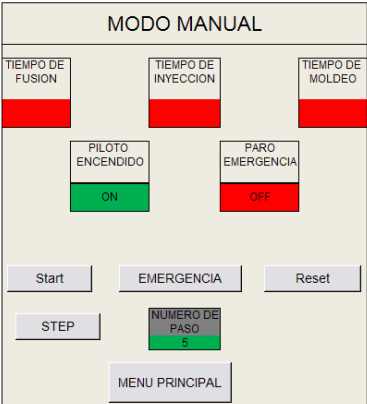 MODO MANUAL
TIEMPO DE
FUSION
TIEMPO DE
INYECCION
TIEMPO DE
MOLDEO
PILOTO
ENCENDIDO
ON
PARO
EMERGENCIA
OFF
Start
EMERGENCIA
Reset
STEP
NUMERO DE
PASO
5
MENU PRINCIPAL